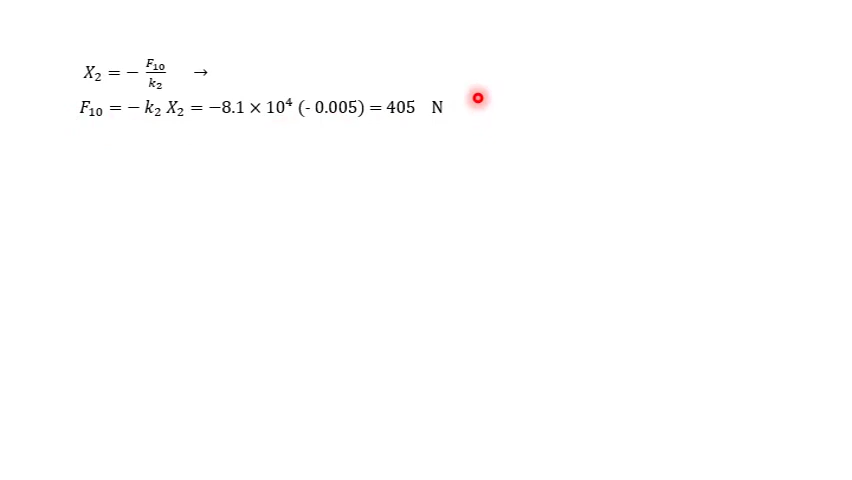 X₂ = − F₁₀/k₂ →
F₁₀ = − k₂ X₂ = −8.1 × 10⁴ (- 0.005) = 405 N